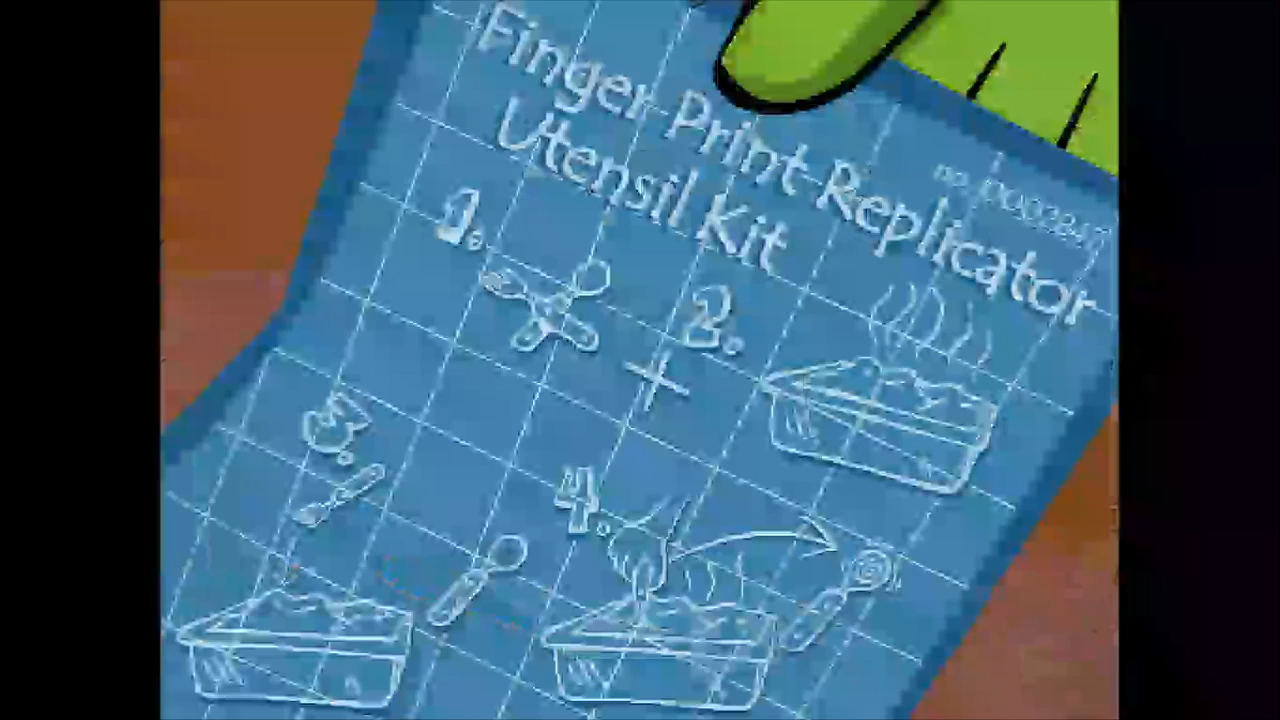 Finger Print Replicator
Utensil Kit
1.
2.
+
3.
4.